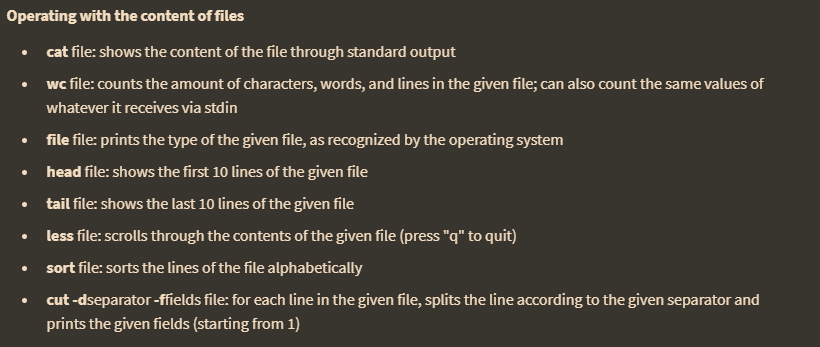 Operating with the content of files
• cat file: shows the content of the file through standard output
• wc file: counts the amount of characters, words, and lines in the given file; can also count the same values of
whatever it receives via stdin
• file file: prints the type of the given file, as recognized by the operating system
• head file: shows the first 10 lines of the given file
• tail file: shows the last 10 lines of the given file
• less file: scrolls through the contents of the given file (press "q" to quit)
• sort file: sorts the lines of the file alphabetically
• cut -dseparator -ffields file: for each line in the given file, splits the line according to the given separator and
prints the given fields (starting from 1)